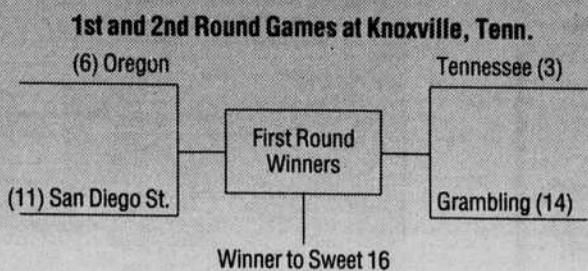 1st and 2nd Round Games at Knoxville, Tenn.
(6) Oregon
Tennessee (3)
First Round
Winners
(11) San Diego St.
Grambling (14)
Winner to Sweet 16